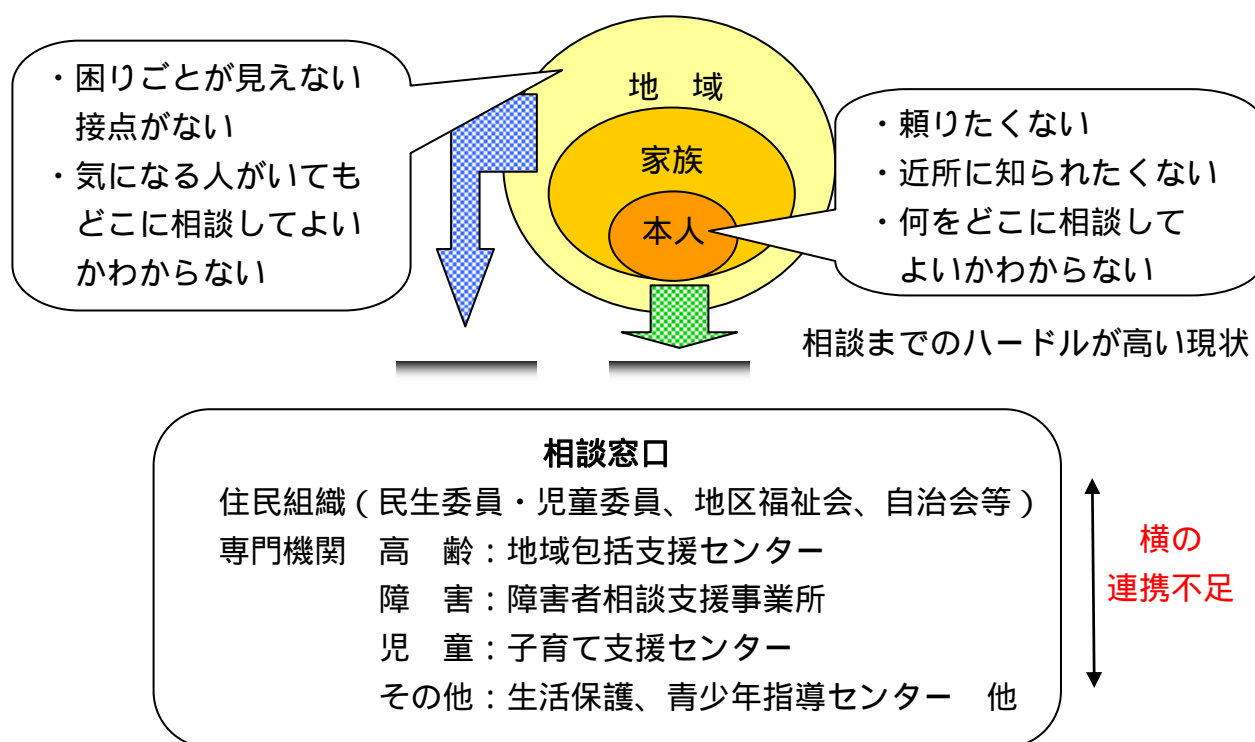 ・困りごとが見えない
接点がない
・気になる人がいても
どこに相談してよい
かわからない
地　域
家族
本人
・頼りたくない
・近所に知られたくない
・何をどこに相談して
よいかわからない
相談までのハードルが高い現状
相談窓口
住民組織（民生委員・児童委員、地区福祉会、自治会等）
専門機関　高　齢：地域包括支援センター
障　害：障害者相談支援事業所
児　童：子育て支援センター
その他：生活保護、青少年指導センター　他
横の
連携不足